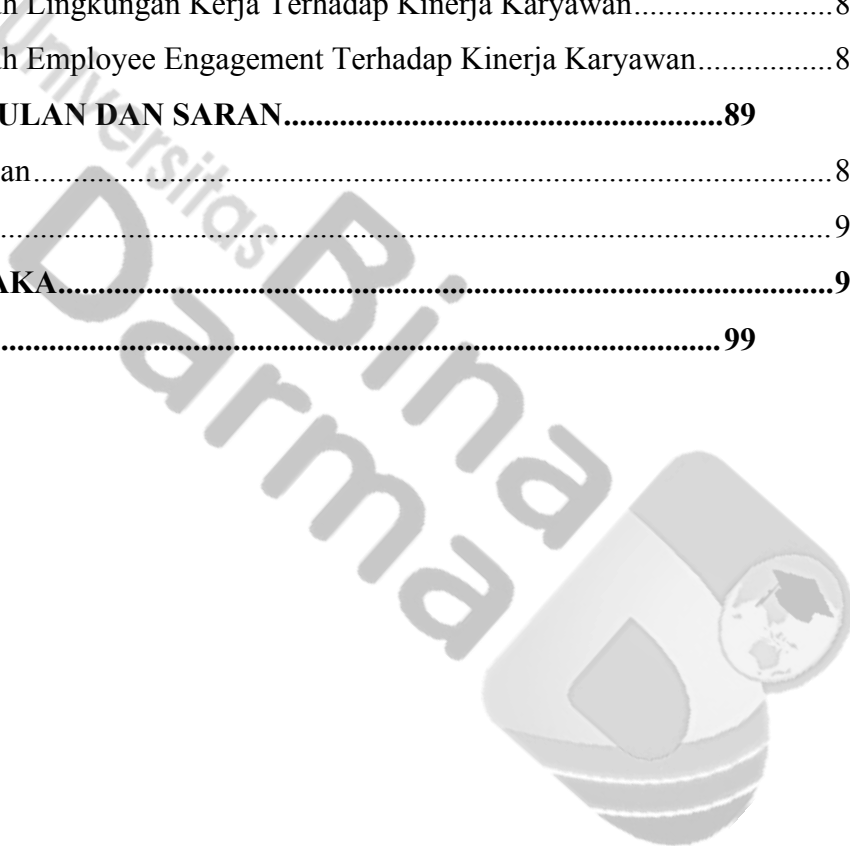 h Lingkungan Kerja Terhadap Kinerja Karyawan........................8
h Employee Engagement Terhadap Kinerja Karyawan.................8
ULAN DAN SARAN.......................................................89
an....................................................................................................8
........................................................................................................9
AKA.................................................................................................9
..........................................................................................99
Universitas
Bina
Darma